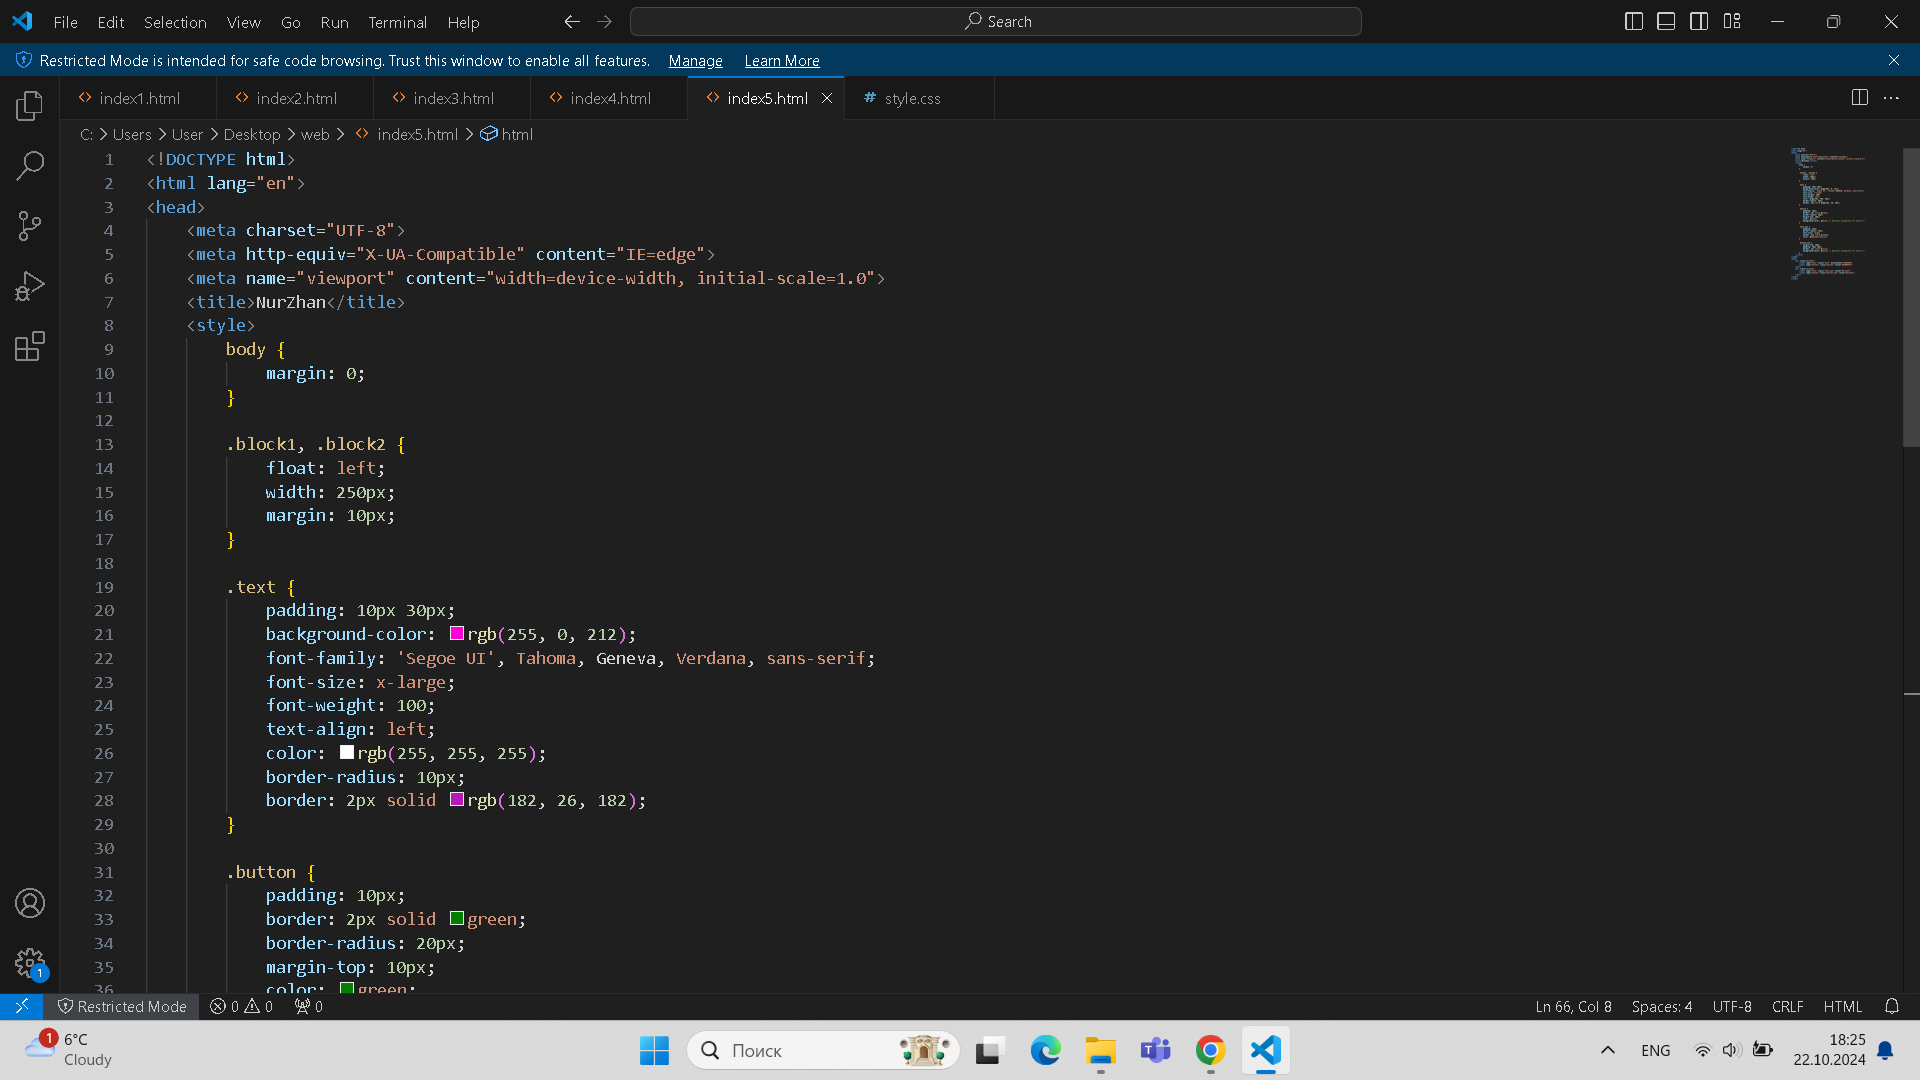 File Edit Selection View Go Run Terminal Help Search
Restricted Mode is intended for safe code browsing. Trust this window to enable all features. Manage Learn More
index1.html index2.html index3.html index4.html index5.html # style.css
C: > Users > User > Desktop > web > index5.html > html
1 <!DOCTYPE html>
2 <html lang="en">
3 <head>
4 <meta charset="UTF-8">
5 <meta http-equiv="X-UA-Compatible" content="IE=edge">
6 <meta name="viewport" content="width=device-width, initial-scale=1.0">
7 <title>NurZhan</title>
8 <style>
9 body {
10 margin: 0;
11 }
12
13 .block1, .block2 {
14 float: left;
15 width: 250px;
16 margin: 10px;
17 }
18
19 .text {
20 padding: 10px 30px;
21 background-color: rgb(255, 0, 212);
22 font-family: 'Segoe UI', Tahoma, Geneva, Verdana, sans-serif;
23 font-size: x-large;
24 font-weight: 100;
25 text-align: left;
26 color: rgb(255, 255, 255);
27 border-radius: 10px;
28 border: 2px solid rgb(182, 26, 182);
29 }
30
31 .button {
32 padding: 10px;
33 border: 2px solid green;
34 border-radius: 20px;
35 margin-top: 10px;
36 color: green;
1
Restricted Mode 0 0 0 Ln 66, Col 8 Spaces: 4 UTF-8 CRLF HTML
1 6°C
Cloudy
Поиск
ENG
18:25
22.10.2024